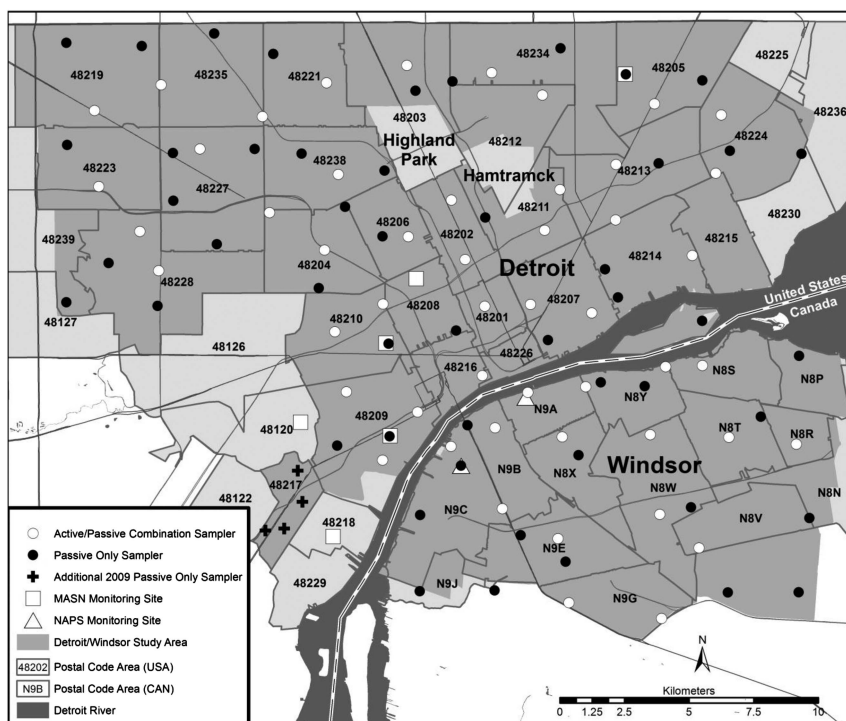 48234
48225
48219
48235
48221
48205
48236
48203
Highland
Park
48212
48224
Hamtramck
48223
48238
48213
48227
48211
48206
48230
48202
48239
48215
48214
Detroit
48204
48228
United States
Canada
48208
48207
48210
48201
48127
48126
48226
48216
N8S
N8P
N8Y
N9A
48209
N8T
N8R
48120
N9B
Windsor
N8X
48217
48122
N8W
N8N
N9C
N8V
48218
N9E
48229
N9J
N9G
Active/Passive Combination Sampler
Passive Only Sampler
Additional 2009 Passive Only Sampler
MASN Monitoring Site
NAPS Monitoring Site
Detroit/Windsor Study Area
48202 Postal Code Area (USA)
N9B Postal Code Area (CAN)
Detroit River
N
Kilometers
0 1.25 2.5 5 7.5 10